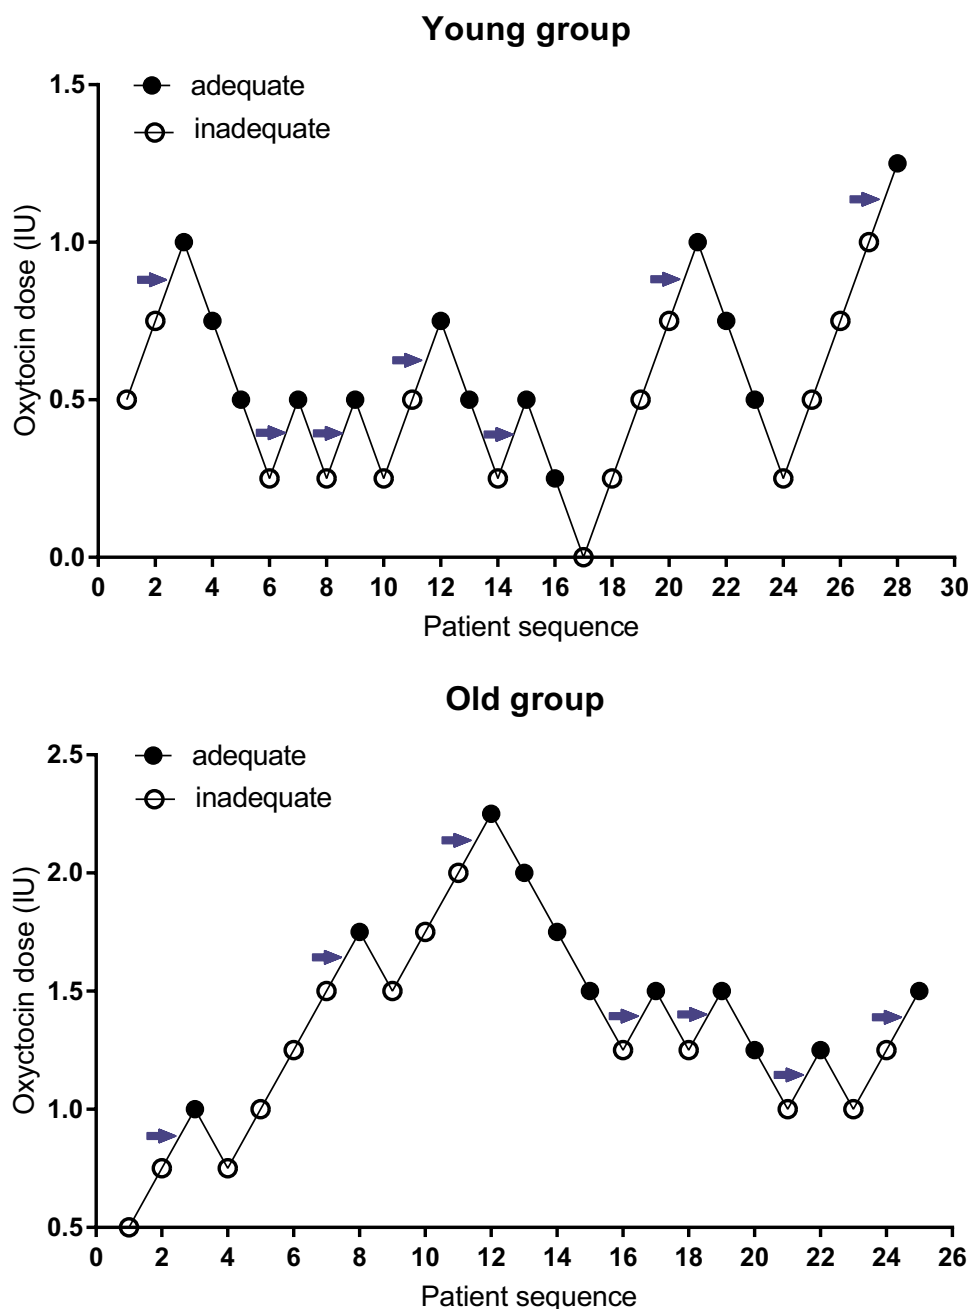 Young group
adequate
inadequate
1.5
1.0
0.5
0.0
Oxytocin dose (IU)
0 2 4 6 8 10 12 14 16 18 20 22 24 26 28 30
Patient sequence
Old group
adequate
inadequate
2.5
2.0
1.5
1.0
0.5
Oxyctocin dose (IU)
0 2 4 6 8 10 12 14 16 18 20 22 24 26
Patient sequence